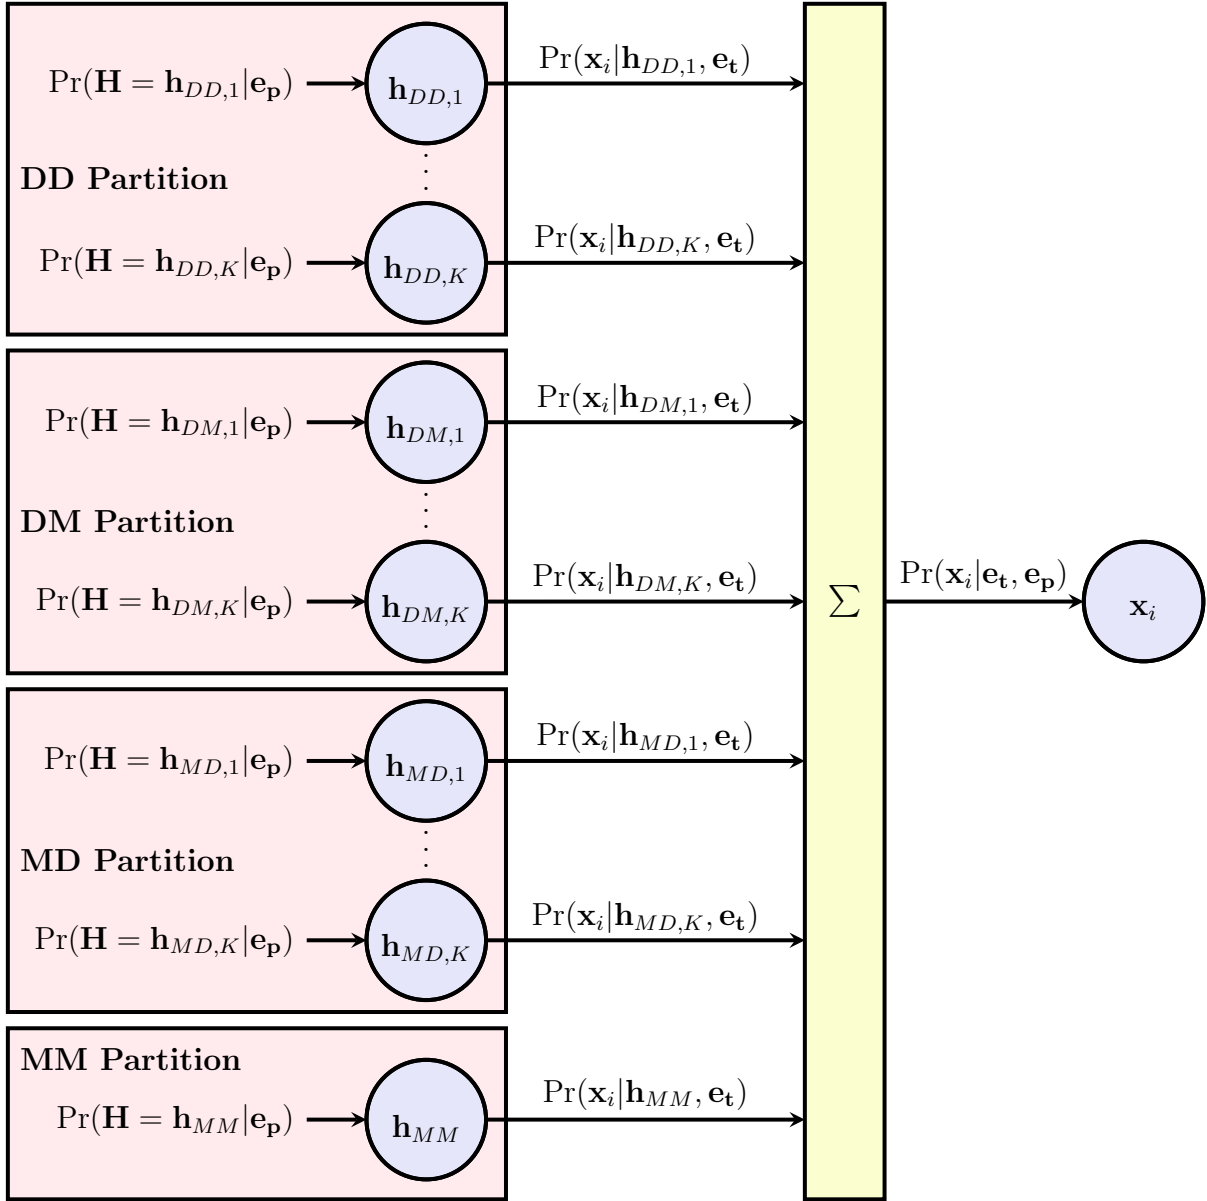 Pr(𝐇 = 𝐡_{DD,1}|𝐞_𝐩) 𝐡_{DD,1} Pr(𝐱_i|𝐡_{DD,1}, 𝐞_𝐭)
DD Partition
Pr(𝐇 = 𝐡_{DD,K}|𝐞_𝐩) 𝐡_{DD,K} Pr(𝐱_i|𝐡_{DD,K}, 𝐞_𝐭)
Pr(𝐇 = 𝐡_{DM,1}|𝐞_𝐩) 𝐡_{DM,1} Pr(𝐱_i|𝐡_{DM,1}, 𝐞_𝐭)
DM Partition
Pr(𝐇 = 𝐡_{DM,K}|𝐞_𝐩) 𝐡_{DM,K} Pr(𝐱_i|𝐡_{DM,K}, 𝐞_𝐭)
∑ Pr(𝐱_i|𝐞_𝐭, 𝐞_𝐩) 𝐱_i
Pr(𝐇 = 𝐡_{MD,1}|𝐞_𝐩) 𝐡_{MD,1} Pr(𝐱_i|𝐡_{MD,1}, 𝐞_𝐭)
MD Partition
Pr(𝐇 = 𝐡_{MD,K}|𝐞_𝐩) 𝐡_{MD,K} Pr(𝐱_i|𝐡_{MD,K}, 𝐞_𝐭)
MM Partition
Pr(𝐇 = 𝐡_{MM}|𝐞_𝐩) 𝐡_{MM} Pr(𝐱_i|𝐡_{MM}, 𝐞_𝐭)